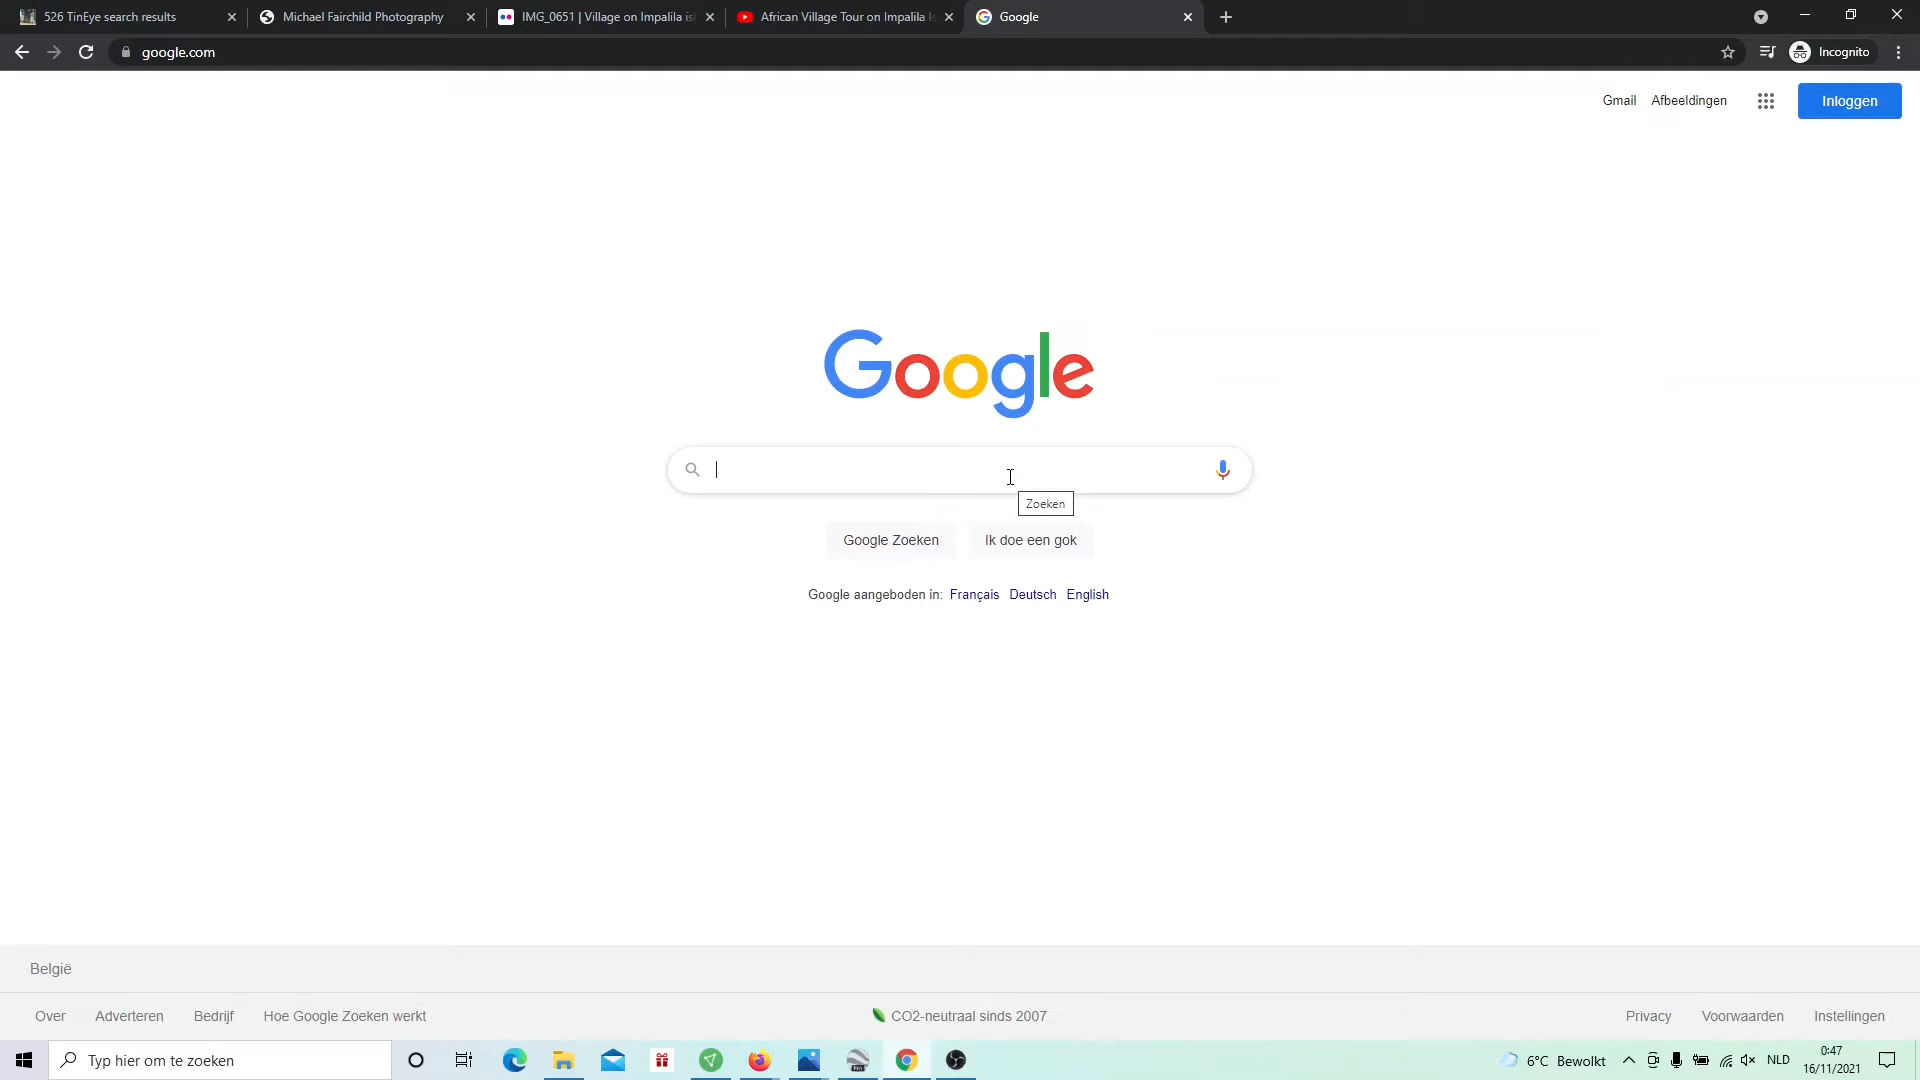 526 TinEye search results
Michael Fairchild Photography
IMG_0651 | Village on Impalila isl
African Village Tour on Impalila Is
Google
google.com
Incognito
Gmail Afbeeldingen
Inloggen
Google
Zoeken
Google Zoeken
Ik doe een gok
Google aangeboden in: Français Deutsch English
België
Over Adverteren Bedrijf Hoe Google Zoeken werkt
CO2-neutraal sinds 2007
Privacy Voorwaarden Instellingen
Typ hier om te zoeken
Pro
6°C Bewolkt
NLD
0:47
16/11/2021